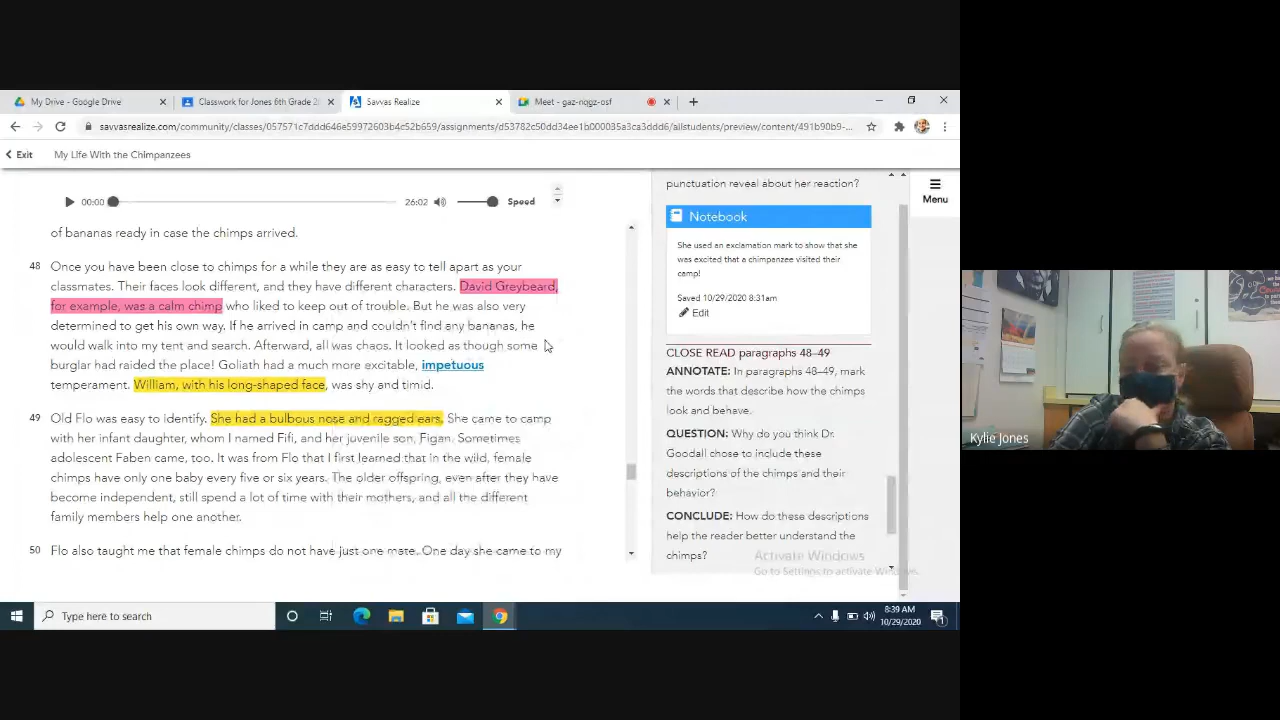 My Drive - Google Drive
Classwork for Jones 6th Grade 2
Savvas Realize
Meet - gaz-nqgz-osf
savvasrealize.com/community/classes/057571c7ddd646e59972603b4c52b659/assignments/d53782c50dd34ee1b000035a3ca3ddd6/allstudents/preview/content/491b90b9-...
Exit
My Life With the Chimpanzees
Menu
00:00
26:02
Speed
of bananas ready in case the chimps arrived.
48 Once you have been close to chimps for a while they are as easy to tell apart as your
classmates. Their faces look different, and they have different characters. David Greybeard,
for example, was a calm chimp who liked to keep out of trouble. But he was also very
determined to get his own way. If he arrived in camp and couldn't find any bananas, he
would walk into my tent and search. Afterward, all was chaos. It looked as though some
burglar had raided the place! Goliath had a much more excitable, impetuous
temperament. William, with his long-shaped face, was shy and timid.
49 Old Flo was easy to identify. She had a bulbous nose and ragged ears. She came to camp
with her infant daughter, whom I named Fifi, and her juvenile son, Figan. Sometimes
adolescent Faben came, too. It was from Flo that I first learned that in the wild, female
chimps have only one baby every five or six years. The older offspring, even after they have
become independent, still spend a lot of time with their mothers, and all the different
family members help one another.
50 Flo also taught me that female chimps do not have just one mate. One day she came to my
punctuation reveal about her reaction?
Notebook
She used an exclamation mark to show that she
was excited that a chimpanzee visited their
camp!
Saved 10/29/2020 8:31am
Edit
CLOSE READ paragraphs 48–49
ANNOTATE: In paragraphs 48–49, mark
the words that describe how the chimps
look and behave.
QUESTION: Why do you think Dr.
Goodall chose to include these
descriptions of the chimps and their
behavior?
CONCLUDE: How do these descriptions
help the reader better understand the
chimps?
Activate Windows
Go to Settings to activate Windows.
Kylie Jones
Type here to search
8:39 AM
10/29/2020
1